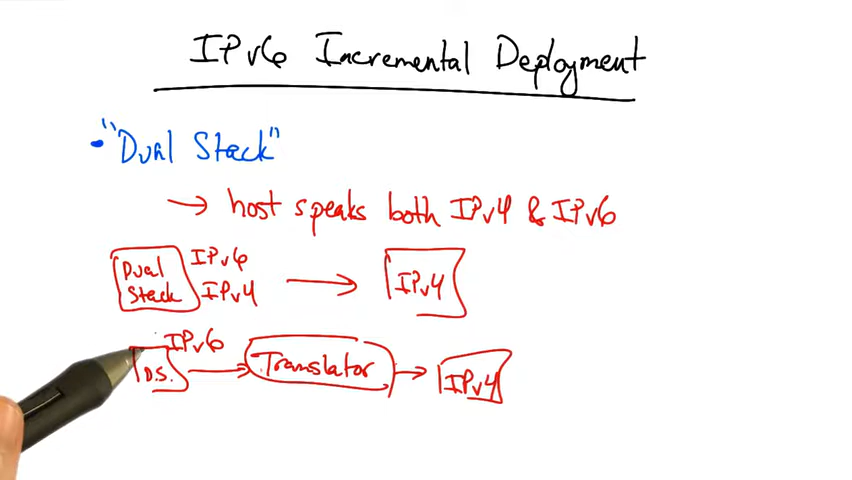 IPv6 Incremental Deployment
• "Dual Stack"
→ host speaks both IPv4 & IPv6
Dual Stack IPv6 IPv4 → IPv4
D.S. IPv6 → Translator → IPv4